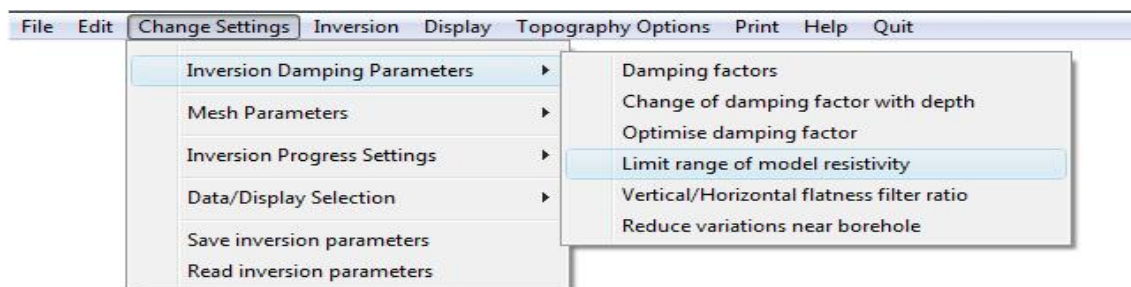 File Edit Change Settings Inversion Display Topography Options Print Help Quit
Inversion Damping Parameters
Mesh Parameters
Inversion Progress Settings
Data/Display Selection
Save inversion parameters
Read inversion parameters
Damping factors
Change of damping factor with depth
Optimise damping factor
Limit range of model resistivity
Vertical/Horizontal flatness filter ratio
Reduce variations near borehole